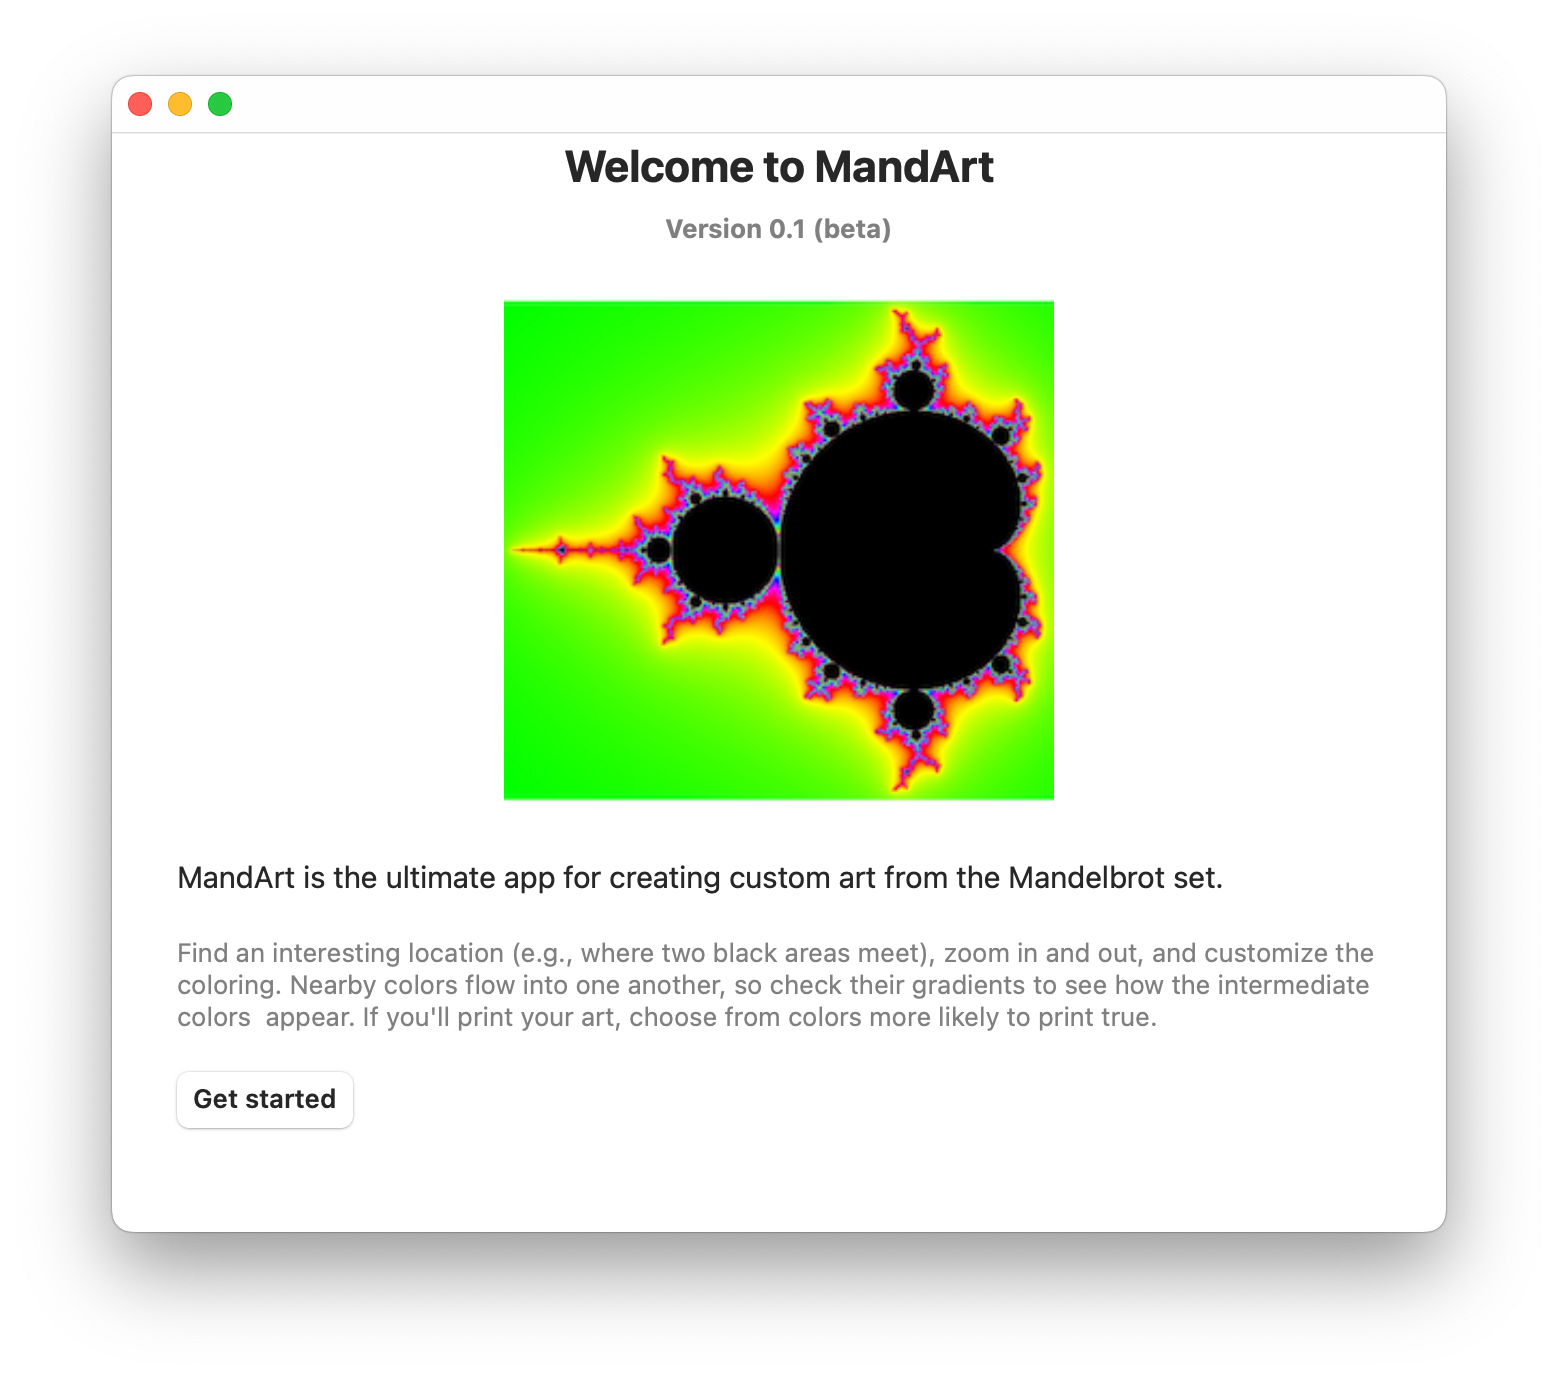 Welcome to MandArt
Version 0.1 (beta)
MandArt is the ultimate app for creating custom art from the Mandelbrot set.
Find an interesting location (e.g., where two black areas meet), zoom in and out, and customize the
coloring. Nearby colors flow into one another, so check their gradients to see how the intermediate
colors  appear. If you'll print your art, choose from colors more likely to print true.
Get started